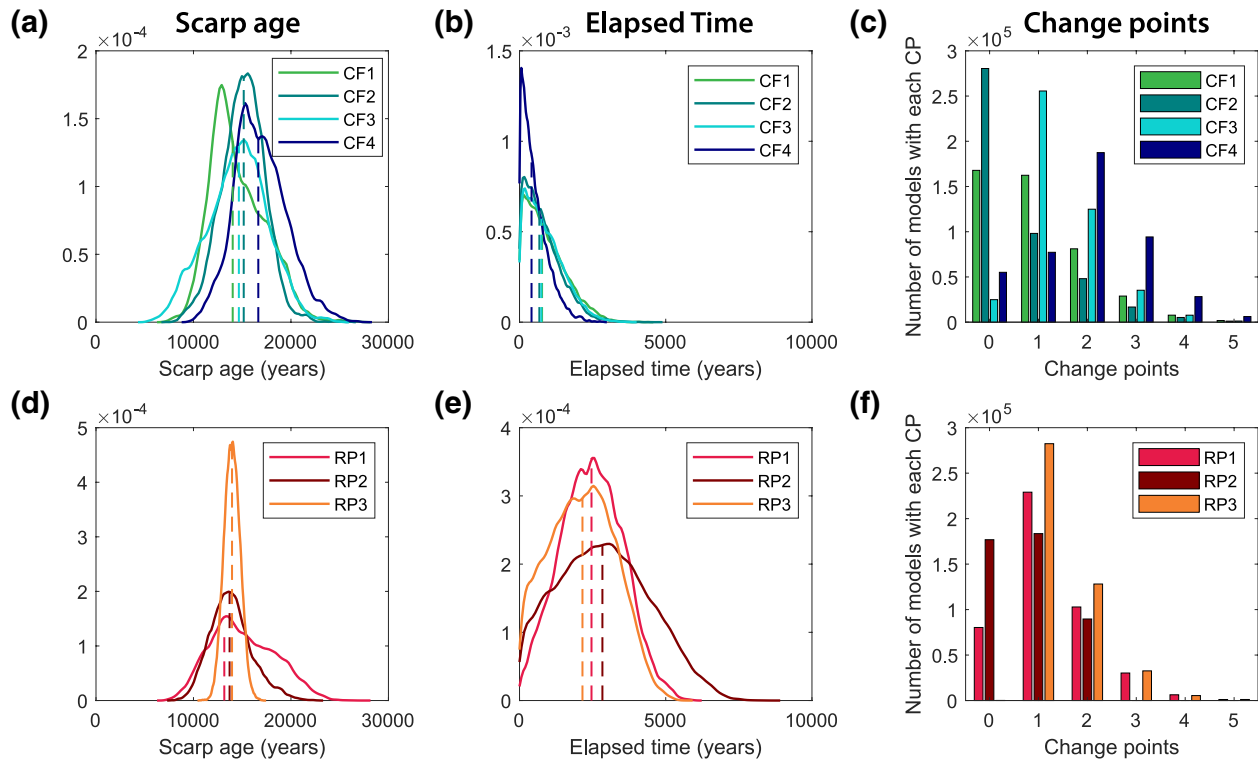 (a)
Scarp age
×10⁻⁴
2
1.5
1
0.5
0
0
10000
20000
30000
CF1
CF2
CF3
CF4
Scarp age (years)
(b)
Elapsed Time
×10⁻³
1.5
1
0.5
0
0
5000
10000
CF1
CF2
CF3
CF4
Elapsed time (years)
(c)
Change points
×10⁵
Number of models with each CP
3
2.5
2
1.5
1
0.5
0
0
1
2
3
4
5
CF1
CF2
CF3
CF4
Change points
(d)
×10⁻⁴
5
4
3
2
1
0
0
10000
20000
30000
RP1
RP2
RP3
Scarp age (years)
(e)
×10⁻⁴
4
3
2
1
0
0
5000
10000
RP1
RP2
RP3
Elapsed time (years)
(f)
×10⁵
Number of models with each CP
3
2.5
2
1.5
1
0.5
0
0
1
2
3
4
5
RP1
RP2
RP3
Change points